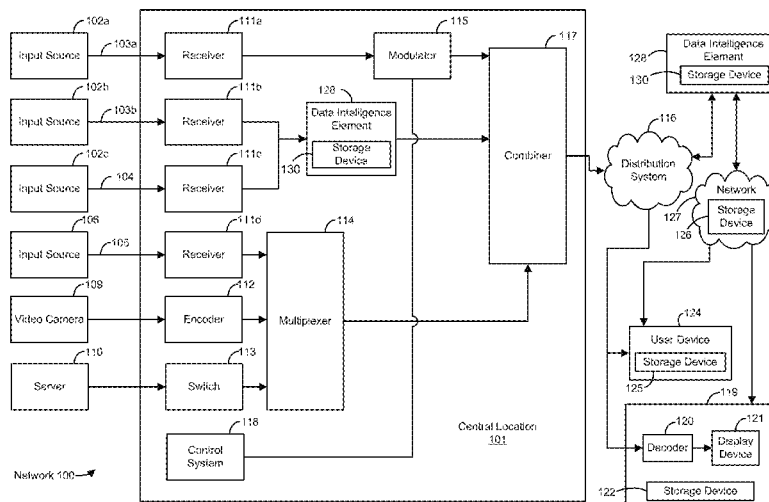 102a
Input Source
103a
111a
Receiver
115
Modulator
117
Combiner
102b
Input Source
103b
111b
Receiver
128
Data Intelligence
Element
130
Storage
Device
102c
Input Source
104
111c
Receiver
106
Input Source
105
111d
Receiver
114
Multiplexer
109
Video Camera
112
Encoder
110
Server
113
Switch
118
Control
System
Central Location
101
Network 100
116
Distribution
System
128
Data Intelligence
Element
130
Storage Device
Network
127
Storage
Device
126
124
User Device
Storage Device
125
119
120
Decoder
121
Display
Device
122
Storage Device